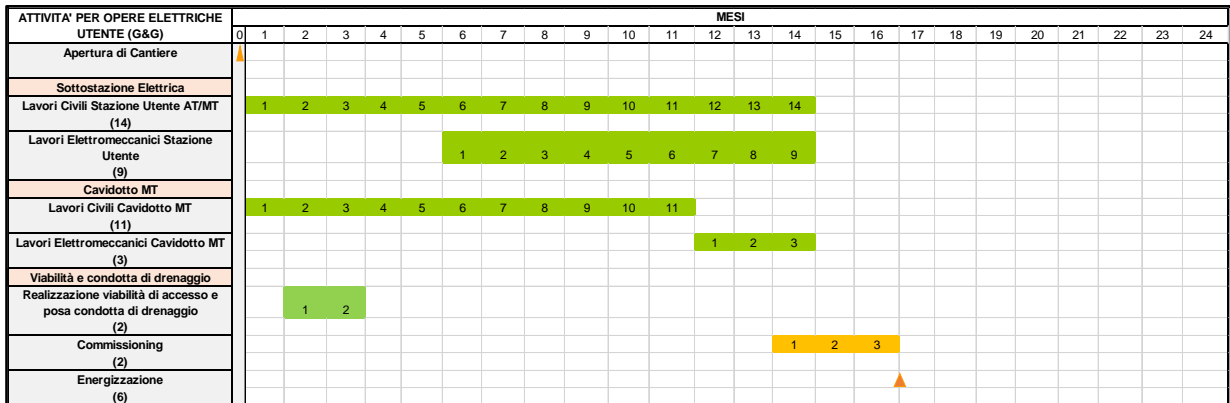 ATTIVITA' PER OPERE ELETTRICHE UTENTE (G&G) MESI
0 1 2 3 4 5 6 7 8 9 10 11 12 13 14 15 16 17 18 19 20 21 22 23 24
Apertura di Cantiere
Sottostazione Elettrica
Lavori Civili Stazione Utente AT/MT 1 2 3 4 5 6 7 8 9 10 11 12 13 14
(14)
Lavori Elettromeccanici Stazione
Utente 1 2 3 4 5 6 7 8 9
(9)
Cavidotto MT
Lavori Civili Cavidotto MT 1 2 3 4 5 6 7 8 9 10 11
(11)
Lavori Elettromeccanici Cavidotto MT 1 2 3
(3)
Viabilità e condotta di drenaggio
Realizzazione viabilità di accesso e
posa condotta di drenaggio 1 2
(2)
Commissioning 1 2 3
(2)
Energizzazione
(6)